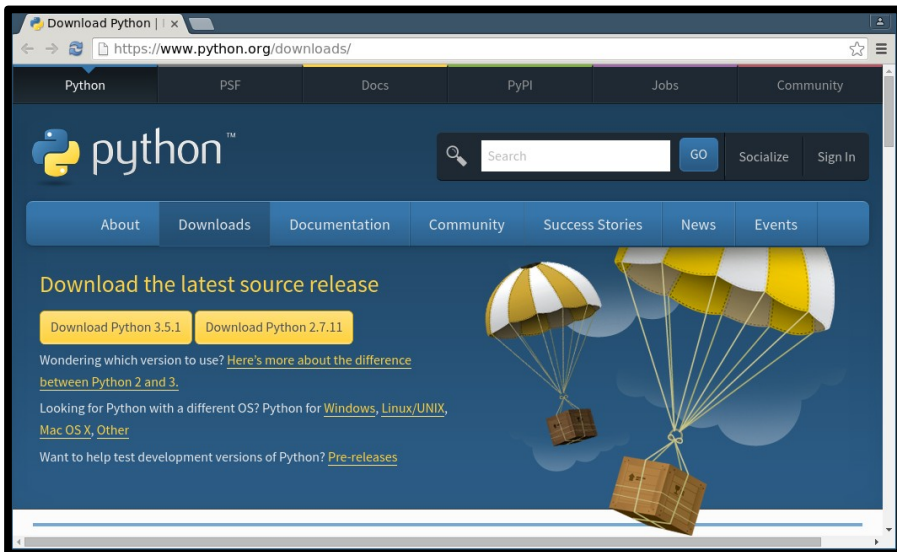 Download Python |
https://www.python.org/downloads/
Python PSF Docs PyPI Jobs Community
python™
Search GO Socialize Sign In
About Downloads Documentation Community Success Stories News Events
Download the latest source release
Download Python 3.5.1 Download Python 2.7.11
Wondering which version to use? Here's more about the difference
between Python 2 and 3.
Looking for Python with a different OS? Python for Windows, Linux/UNIX,
Mac OS X, Other
Want to help test development versions of Python? Pre-releases